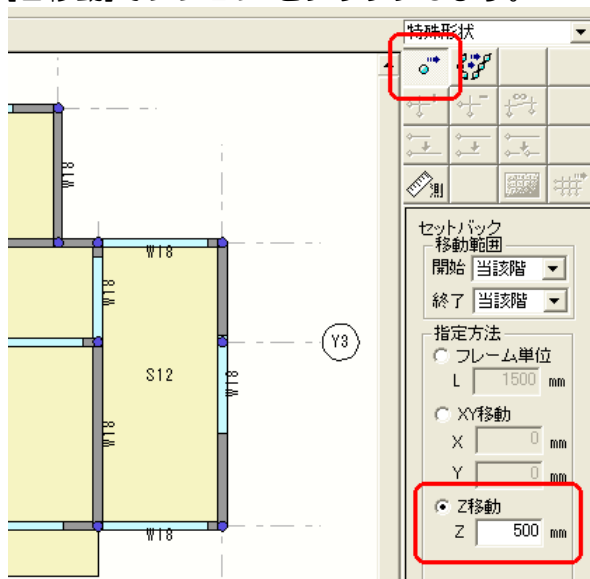 特殊形状
測
セットバック
移動範囲
開始 当該階
終了 当該階
指定方法
フレーム単位
L 1500 mm
XY移動
X 0 mm
Y 0 mm
Z移動
Z 500 mm
W18
W18
W18
W18
W18
W18
S12
Y3